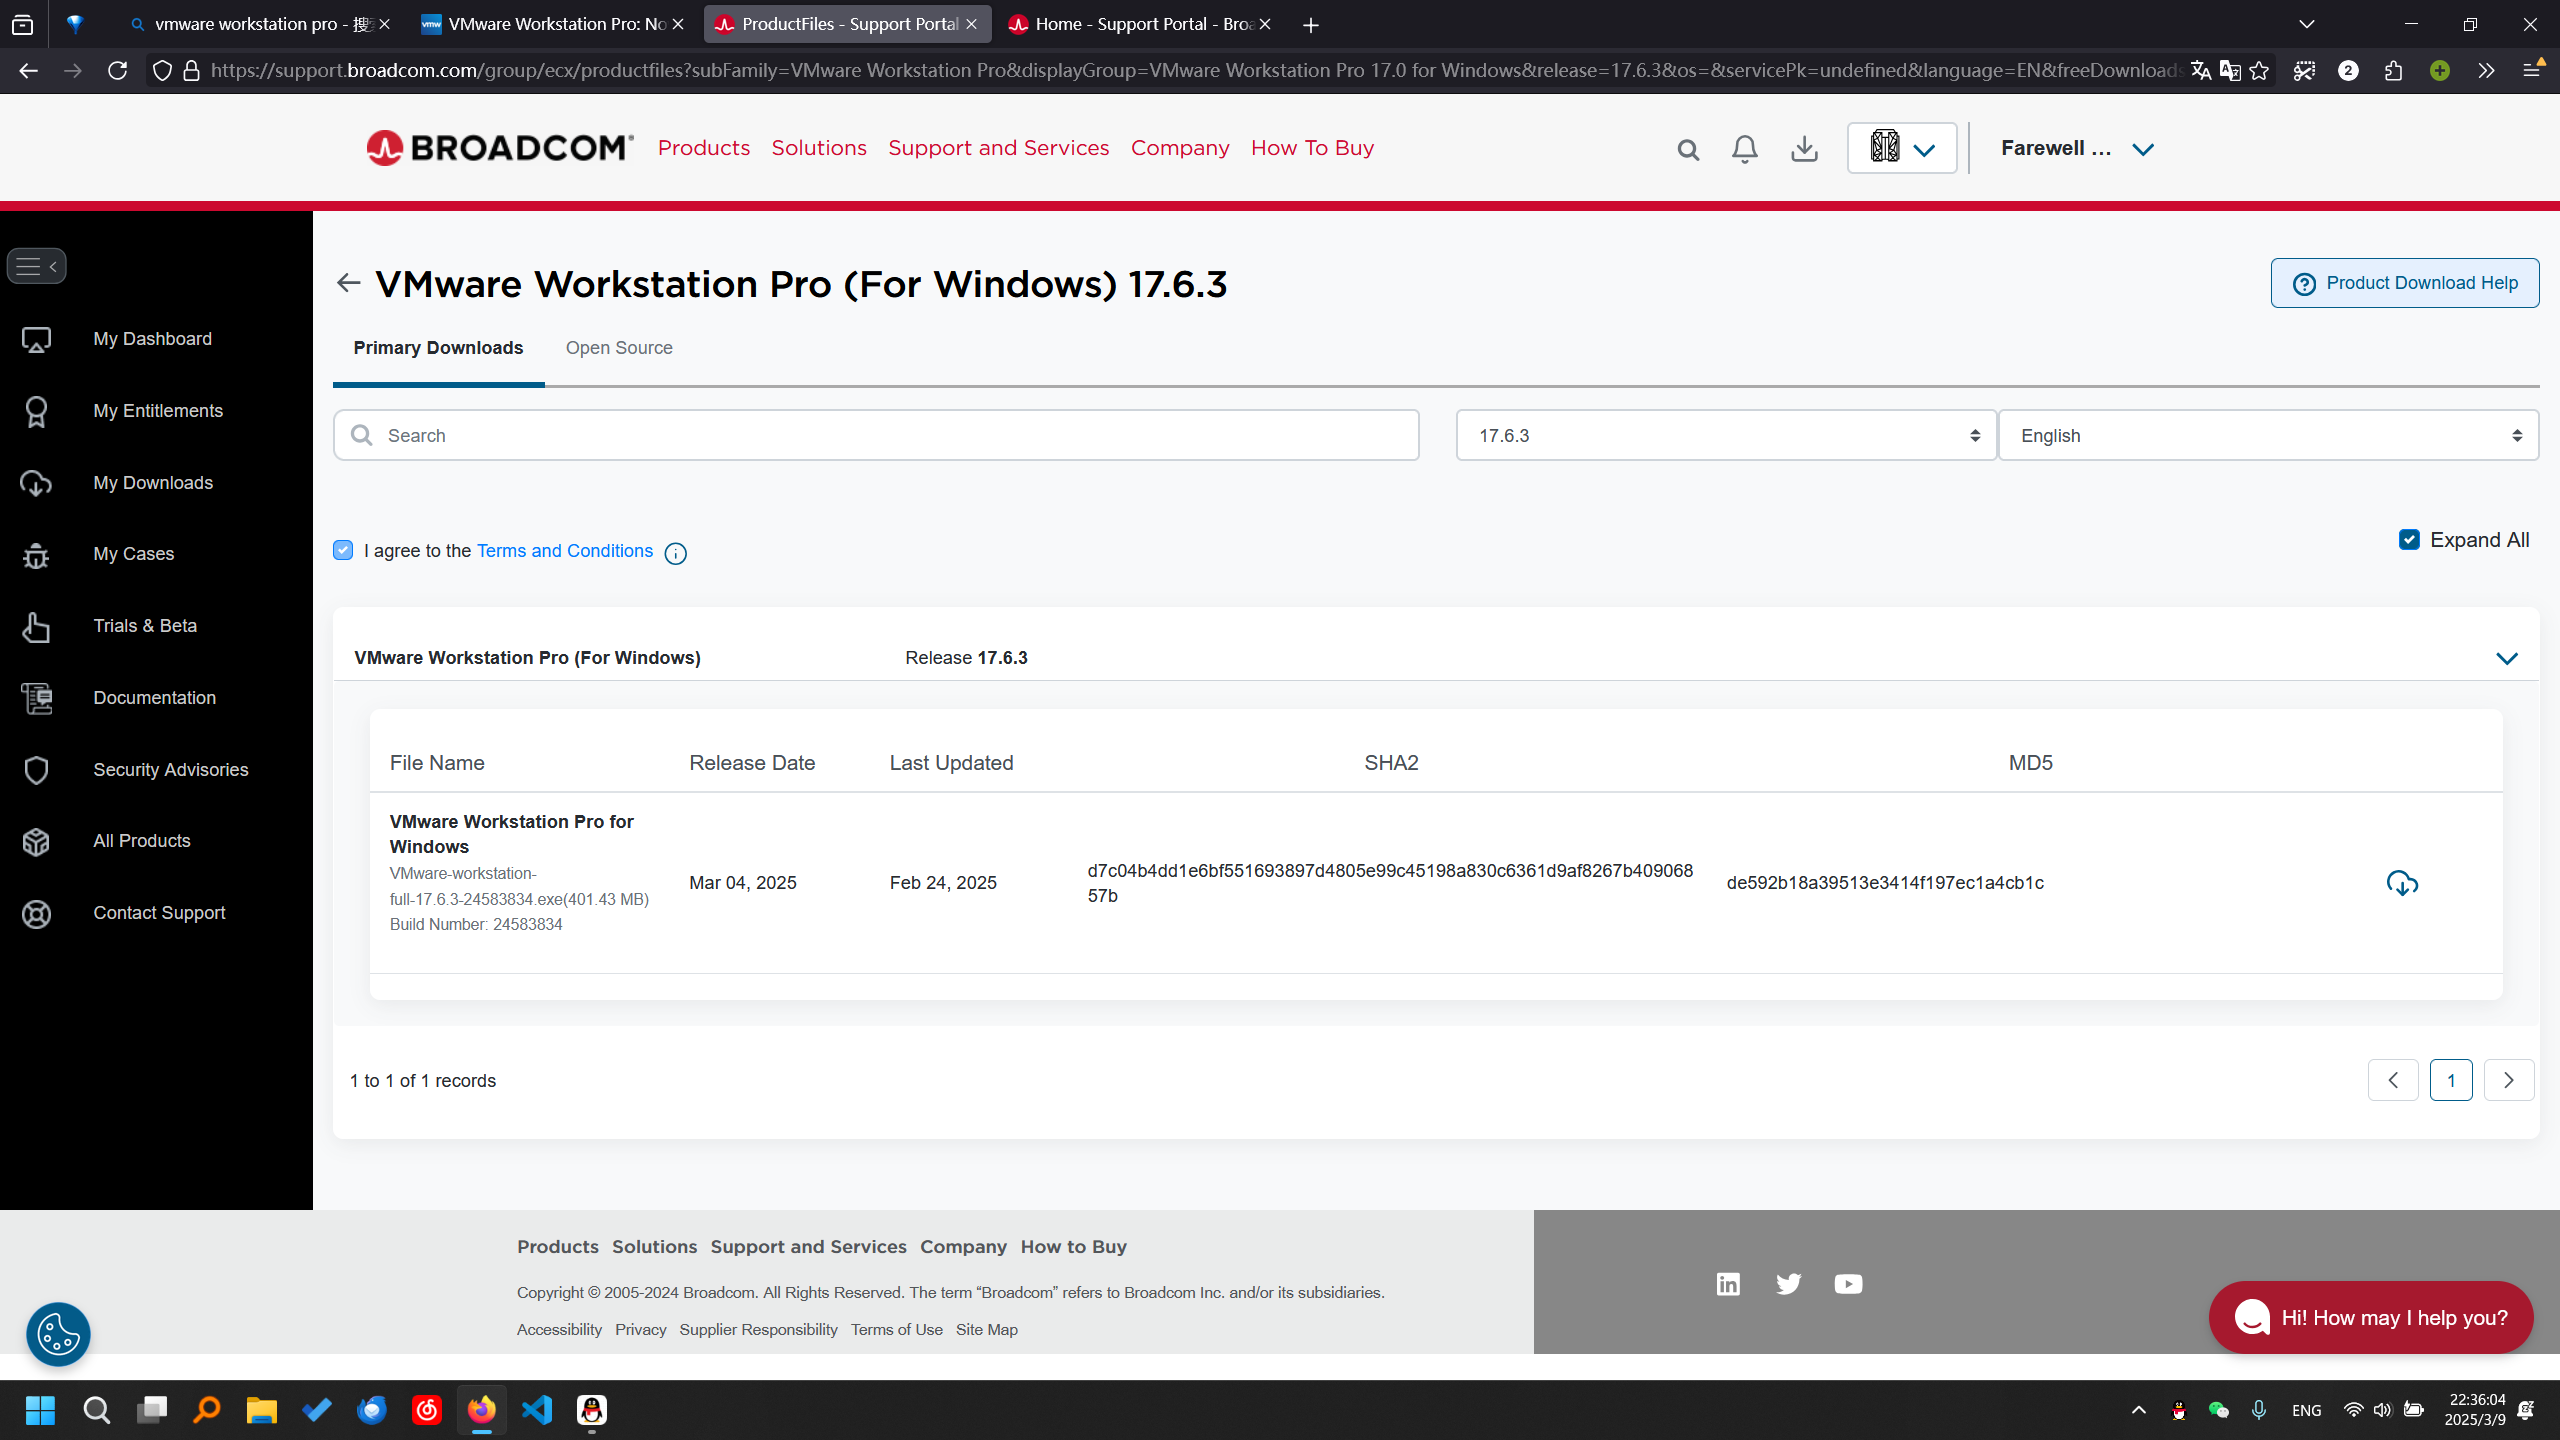 vmware workstation pro - 搜
VMware Workstation Pro: No
ProductFiles - Support Portal
Home - Support Portal - Broa
https://support.broadcom.com/group/ecx/productfiles?subFamily=VMware Workstation Pro&displayGroup=VMware Workstation Pro 17.0 for Windows&release=17.6.3&os=&servicePk=undefined&language=EN&freeDownloads
2
BROADCOM
Products
Solutions
Support and Services
Company
How To Buy
Farewell ...
VMware Workstation Pro (For Windows) 17.6.3
Product Download Help
My Dashboard
My Entitlements
My Downloads
My Cases
Trials & Beta
Documentation
Security Advisories
All Products
Contact Support
Primary Downloads
Open Source
Search
17.6.3
English
I agree to the Terms and Conditions
Expand All
VMware Workstation Pro (For Windows)
Release 17.6.3
File Name
Release Date
Last Updated
SHA2
MD5
VMware Workstation Pro for
Windows
VMware-workstation-
full-17.6.3-24583834.exe(401.43 MB)
Build Number: 24583834
Mar 04, 2025
Feb 24, 2025
d7c04b4dd1e6bf551693897d4805e99c45198a830c6361d9af8267b409068
57b
de592b18a39513e3414f197ec1a4cb1c
1 to 1 of 1 records
1
Products Solutions Support and Services Company How to Buy
Copyright © 2005-2024 Broadcom. All Rights Reserved. The term “Broadcom” refers to Broadcom Inc. and/or its subsidiaries.
Accessibility Privacy Supplier Responsibility Terms of Use Site Map
Hi! How may I help you?
ENG
22:36:04
2025/3/9